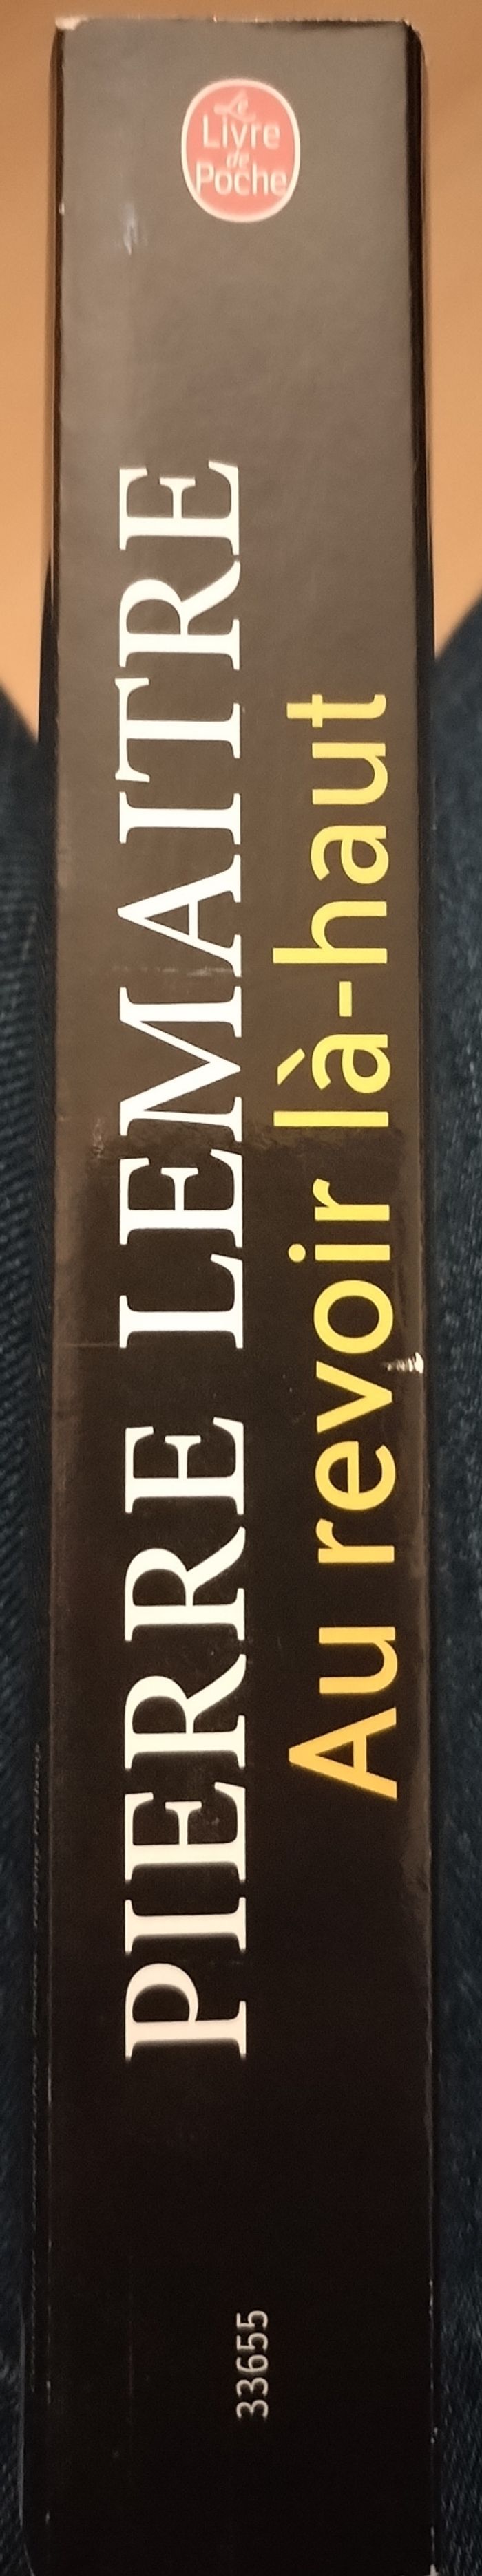 Le
Livre
de
Poche
PIERRE LEMAITRE
Au revoir là-haut
33655